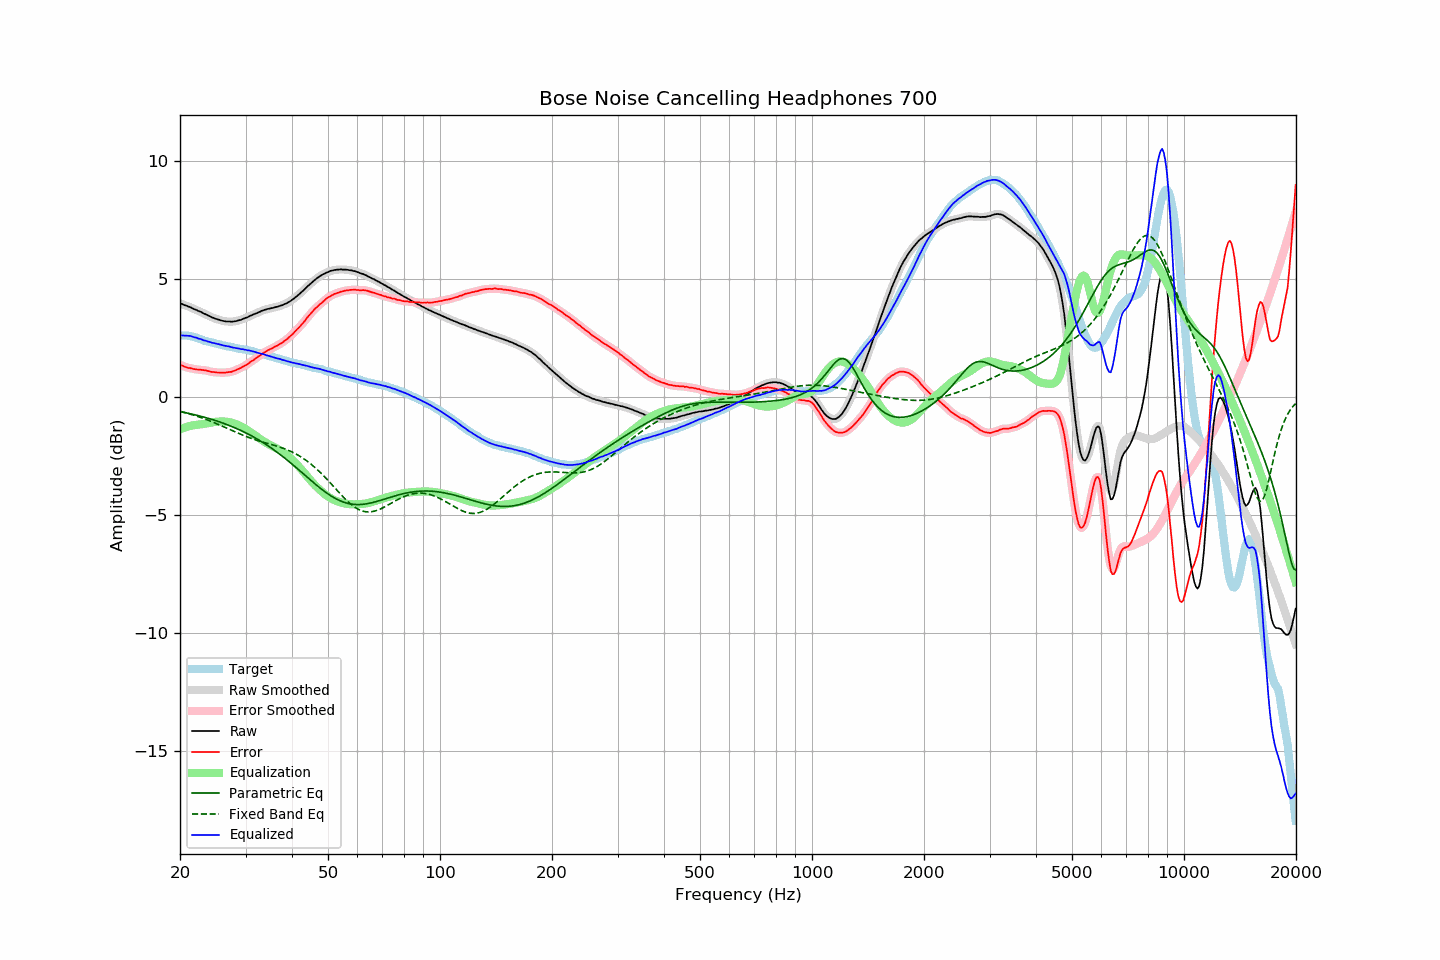 Bose Noise Cancelling Headphones 700
Amplitude (dBr)
10
5
0
−5
−10
−15
Target
Raw Smoothed
Error Smoothed
Raw
Error
Equalization
Parametric Eq
Fixed Band Eq
Equalized
20 50 100 200 500 1000 2000 5000 10000 20000
Frequency (Hz)